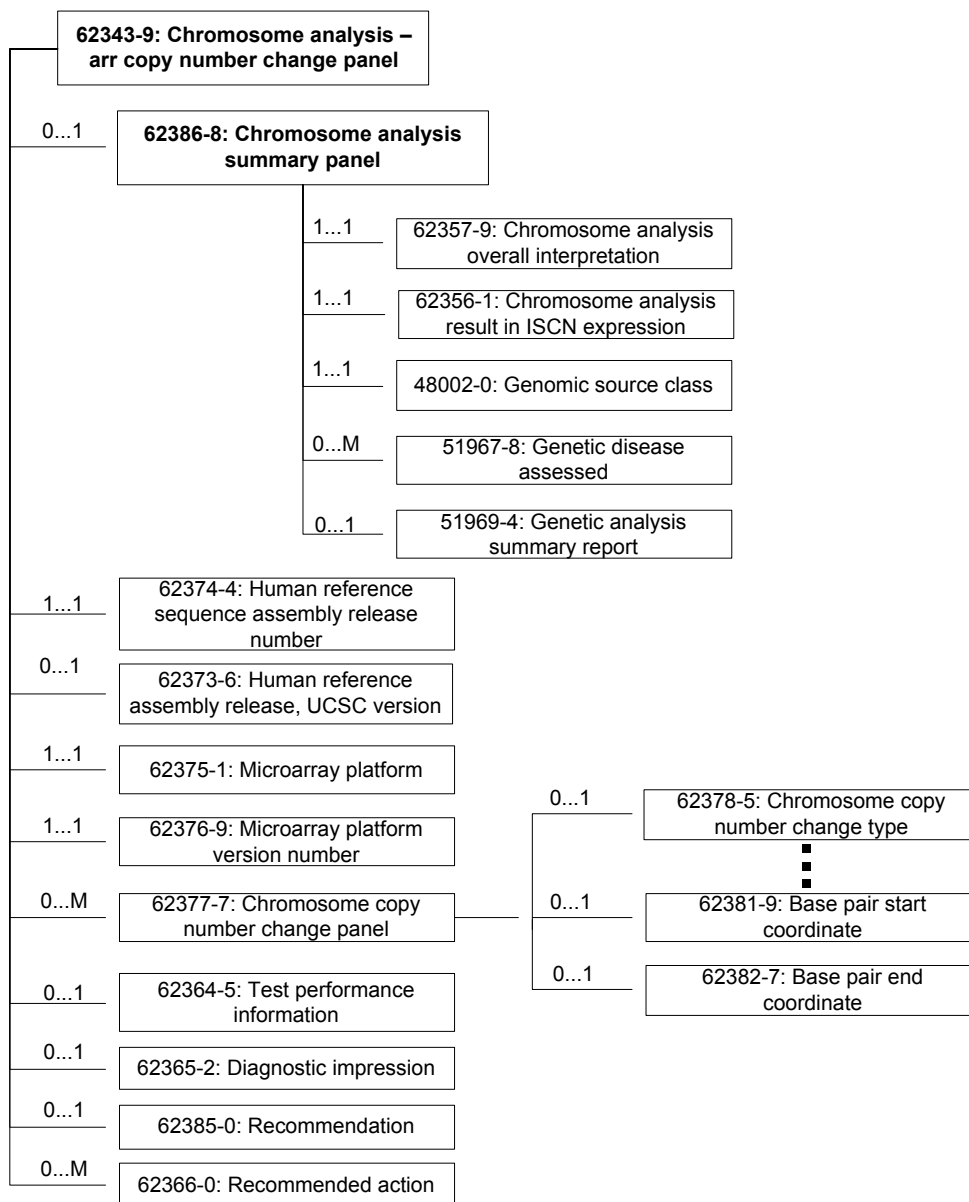 62343-9: Chromosome analysis –
arr copy number change panel
0...1
62386-8: Chromosome analysis
summary panel
1...1
62357-9: Chromosome analysis
overall interpretation
1...1
62356-1: Chromosome analysis
result in ISCN expression
1...1
48002-0: Genomic source class
0...M
51967-8: Genetic disease
assessed
0...1
51969-4: Genetic analysis
summary report
1...1
62374-4: Human reference
sequence assembly release
number
0...1
62373-6: Human reference
assembly release, UCSC version
1...1
62375-1: Microarray platform
1...1
62376-9: Microarray platform
version number
0...M
62377-7: Chromosome copy
number change panel
0...1
62378-5: Chromosome copy
number change type
0...1
62381-9: Base pair start
coordinate
0...1
62382-7: Base pair end
coordinate
0...1
62364-5: Test performance
information
0...1
62365-2: Diagnostic impression
0...1
62385-0: Recommendation
0...M
62366-0: Recommended action